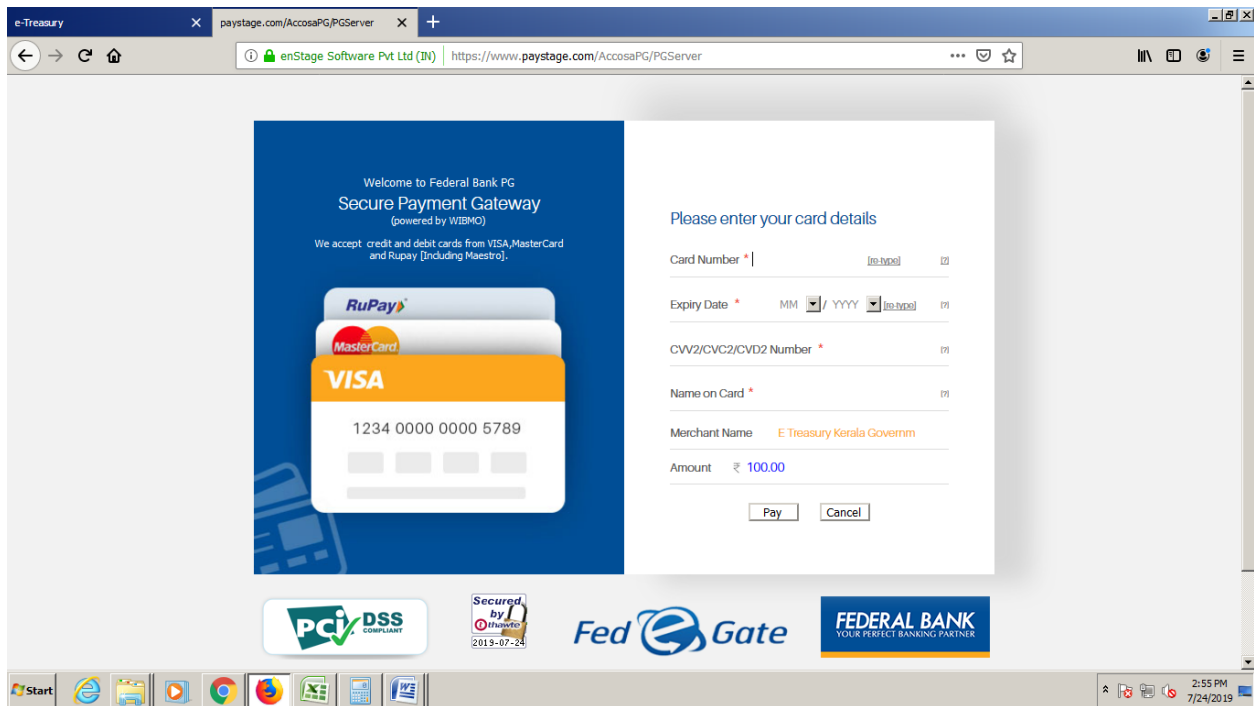 e-Treasury
paystage.com/AccosaPG/PGServer
enStage Software Pvt Ltd (IN) https://www.paystage.com/AccosaPG/PGServer
Welcome to Federal Bank PG
Secure Payment Gateway
(powered by WIBMO)
We accept credit and debit cards from VISA,MasterCard
and Rupay [Including Maestro].
RuPay
MasterCard
VISA
1234 0000 0000 5789
Please enter your card details
Card Number * [re-type] [?]
Expiry Date * MM / YYYY [re-type] [?]
CVV2/CVC2/CVD2 Number * [?]
Name on Card * [?]
Merchant Name E Treasury Kerala Governm
Amount ₹ 100.00
Pay Cancel
PCI DSS
COMPLIANT
Secured
by
thawte
2019-07-24
Fed e Gate
FEDERAL BANK
YOUR PERFECT BANKING PARTNER
Start
2:55 PM
7/24/2019